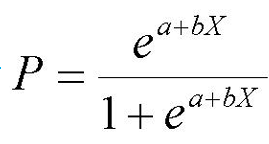 P = e^{a+bX} / (1 + e^{a+bX})